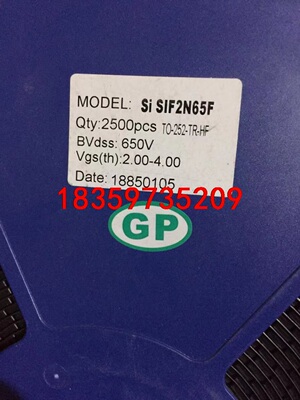 MODEL: Si SIF2N65F
Qty:2500pcs TO-252-TR-HF
BVdss: 650V
Vgs(th):2.00-4.00
Date: 18850105
18359735209
GP